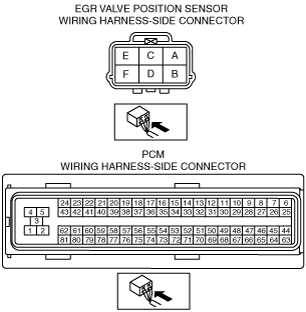 EGR VALVE POSITION SENSOR
WIRING HARNESS-SIDE CONNECTOR
E C A
F D B
PCM
WIRING HARNESS-SIDE CONNECTOR
24 23 22 21 20 19 18 17 16 15 14 13 12 11 10 9 8 7 6
4 5 43 42 41 40 39 38 37 36 35 34 33 32 31 30 29 28 27 26 25
3
1 2 62 61 60 59 58 57 56 55 54 53 52 51 50 49 48 47 46 45 44
81 80 79 78 77 76 75 74 73 72 71 70 69 68 67 66 65 64 63